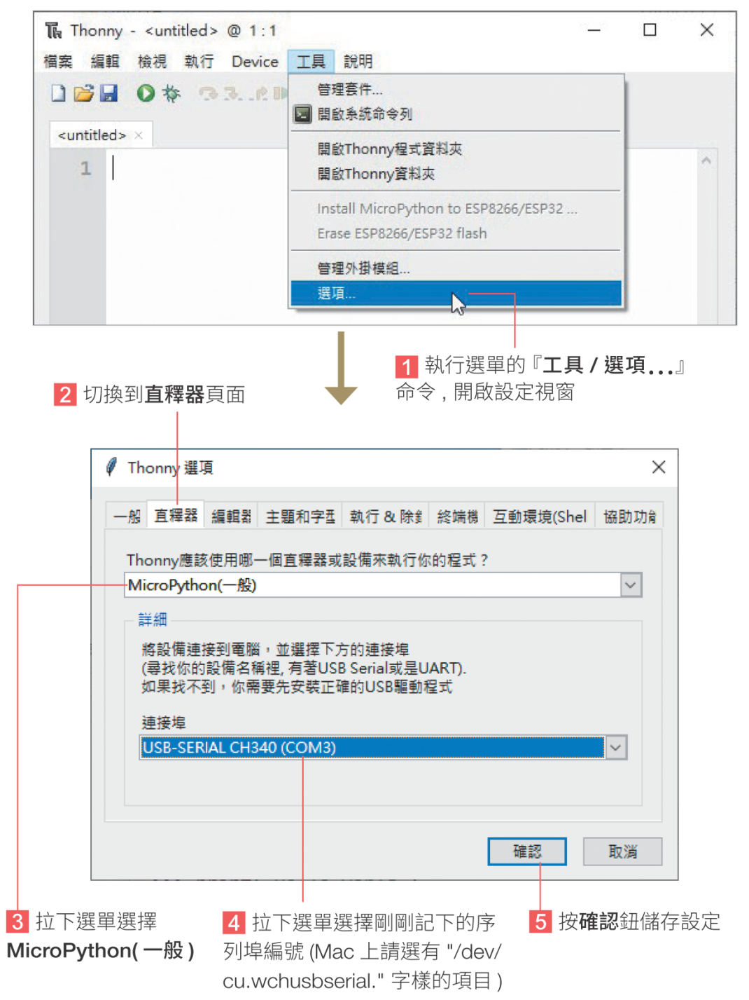 Thonny - <untitled> @ 1 : 1
檔案 編輯 檢視 執行 Device 工具 說明
管理套件...
開啟系統命令列
<untitled> ×
開啟Thonny程式資料夾
1
開啟Thonny資料夾
Install MicroPython to ESP8266/ESP32 ...
Erase ESP8266/ESP32 flash
管理外掛模組...
選項...
1 執行選單的『工具 / 選項...』
命令 , 開啟設定視窗
2 切換到直釋器頁面
Thonny 選項
一般 直釋器 編輯器 主題和字型 執行 & 除錯 終端機 互動環境(Shel 協助功能
Thonny應該使用哪一個直釋器或設備來執行你的程式？
MicroPython(一般)
詳細
將設備連接到電腦，並選擇下方的連接埠
(尋找你的設備名稱裡, 有著USB Serial或是UART).
如果找不到，你需要先安裝正確的USB驅動程式
連接埠
USB-SERIAL CH340 (COM3)
確認 取消
3 拉下選單選擇
MicroPython( 一般 )
4 拉下選單選擇剛剛記下的序
列埠編號 (Mac 上請選有 "/dev/
cu.wchusbserial." 字樣的項目 )
5 按確認鈕儲存設定